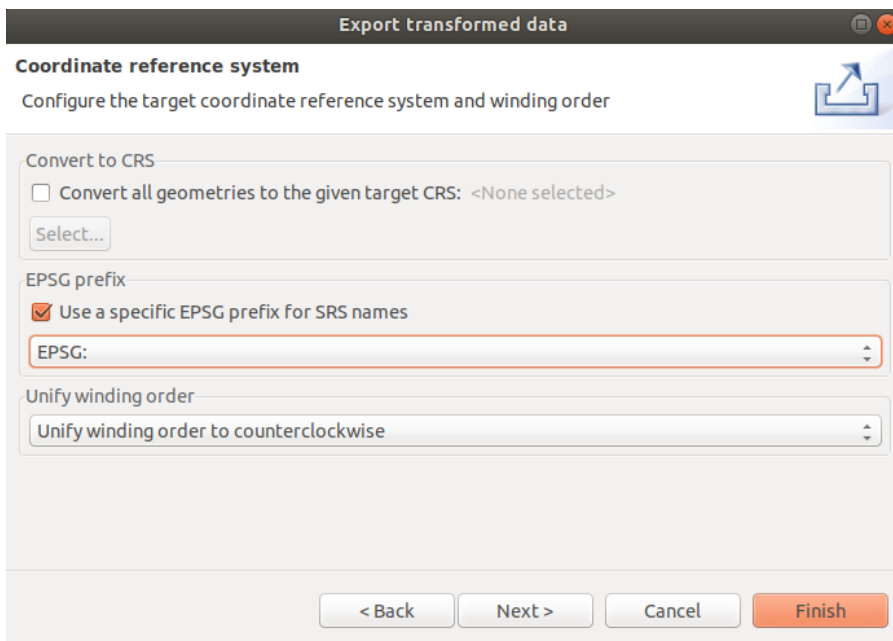 Export transformed data
Coordinate reference system
Configure the target coordinate reference system and winding order
Convert to CRS
Convert all geometries to the given target CRS: <None selected>
Select...
EPSG prefix
Use a specific EPSG prefix for SRS names
EPSG:
Unify winding order
Unify winding order to counterclockwise
< Back Next > Cancel Finish